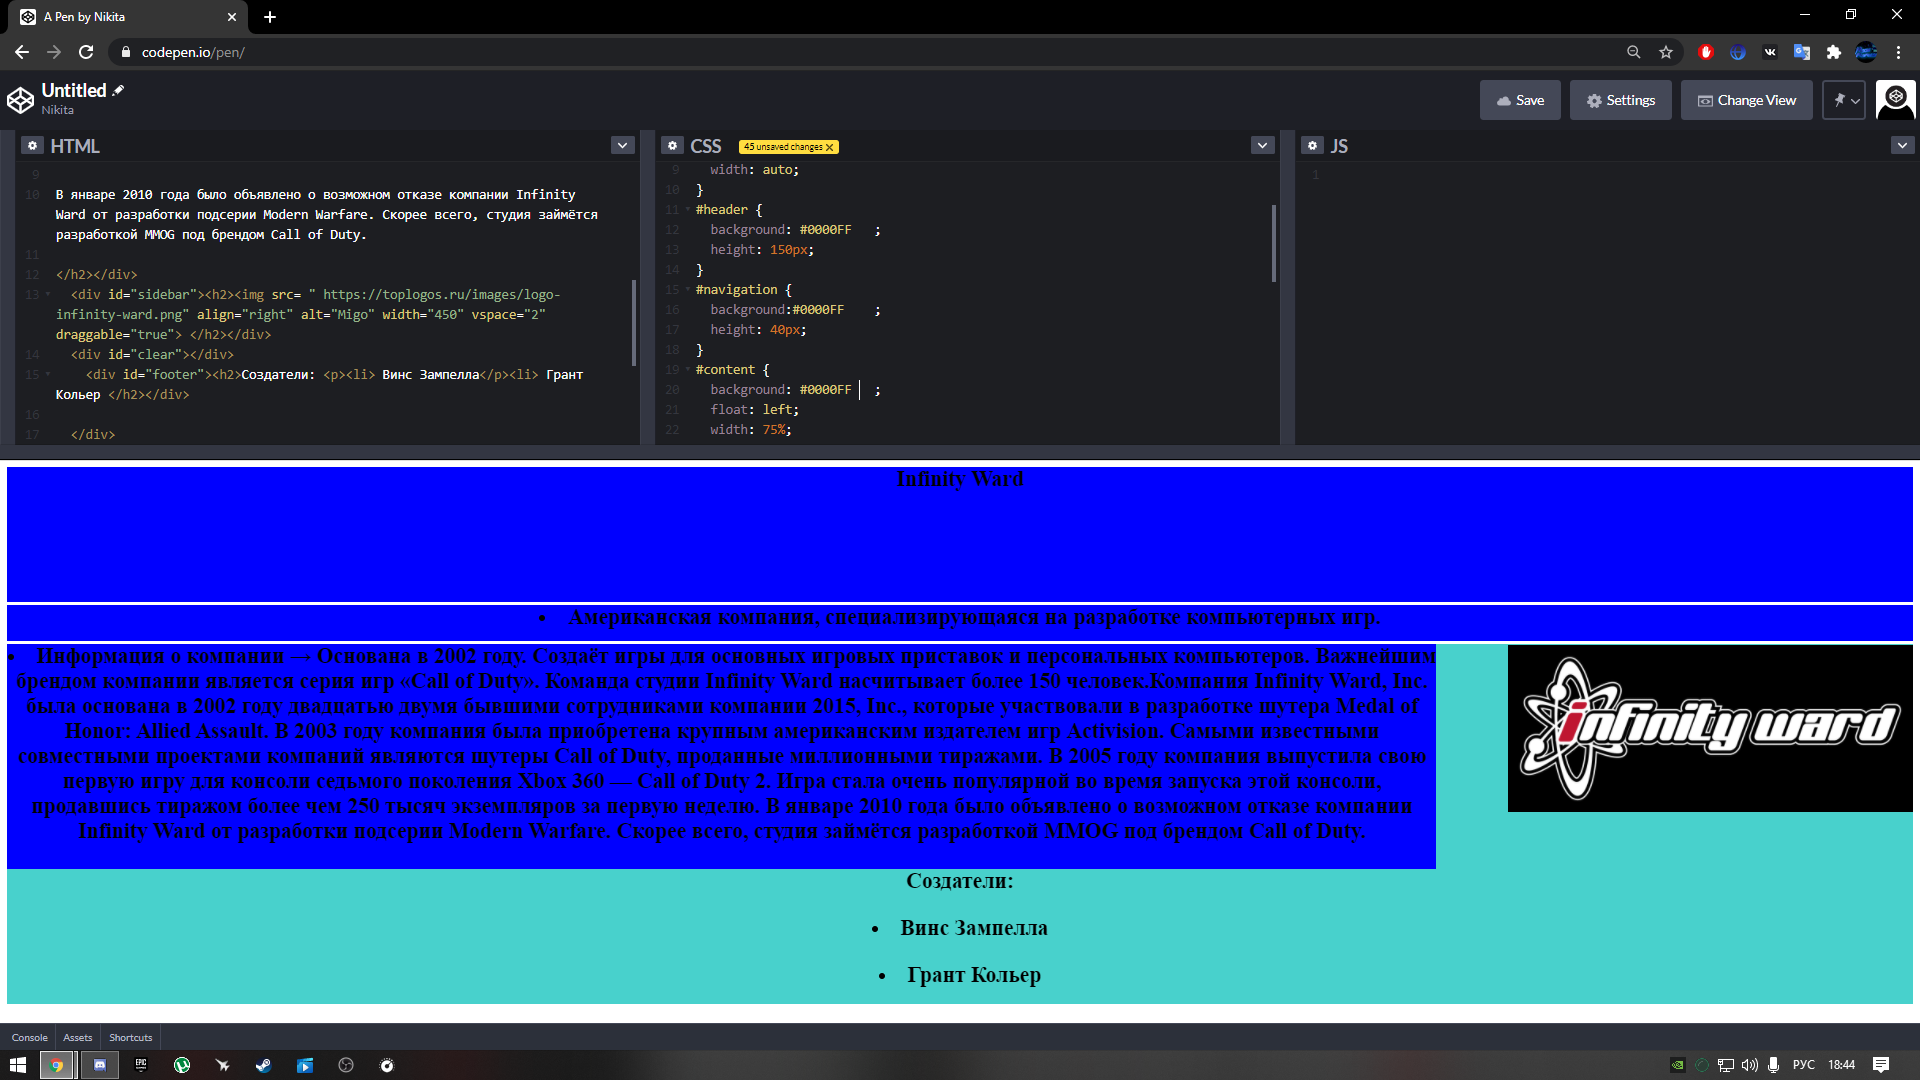 A Pen by Nikita
codepen.io/pen/
Untitled
Nikita
Save
Settings
Change View
HTML
9
10 В январе 2010 года было объявлено о возможном отказе компании Infinity
Ward от разработки подсерии Modern Warfare. Скорее всего, студия займётся
разработкой MMOG под брендом Call of Duty.
11
12 </h2></div>
13 <div id="sidebar"><h2><img src= " https://toplogos.ru/images/logo-
infinity-ward.png" align="right" alt="Migo" width="450" vspace="2"
draggable="true"> </h2></div>
14 <div id="clear"></div>
15 <div id="footer"><h2>Создатели: <p><li> Винс Зампелла</p><li> Грант
Кольер </h2></div>
16
17 </div>
CSS
45 unsaved changes
9 width: auto;
10 }
11 #header {
12 background: #0000FF ;
13 height: 150px;
14 }
15 #navigation {
16 background:#0000FF ;
17 height: 40px;
18 }
19 #content {
20 background: #0000FF ;
21 float: left;
22 width: 75%;
JS
1
Infinity Ward
• Американская компания, специализирующаяся на разработке компьютерных игр.
• Информация о компании → Основана в 2002 году. Создаёт игры для основных игровых приставок и персональных компьютеров. Важнейшим
брендом компании является серия игр «Call of Duty». Команда студии Infinity Ward насчитывает более 150 человек.Компания Infinity Ward, Inc.
была основана в 2002 году двадцатью двумя бывшими сотрудниками компании 2015, Inc., которые участвовали в разработке шутера Medal of
Honor: Allied Assault. В 2003 году компания была приобретена крупным американским издателем игр Activision. Самыми известными
совместными проектами компаний являются шутеры Call of Duty, проданные миллионными тиражами. В 2005 году компания выпустила свою
первую игру для консоли седьмого поколения Xbox 360 — Call of Duty 2. Игра стала очень популярной во время запуска этой консоли,
продавшись тиражом более чем 250 тысяч экземпляров за первую неделю. В январе 2010 года было объявлено о возможном отказе компании
Infinity Ward от разработки подсерии Modern Warfare. Скорее всего, студия займётся разработкой MMOG под брендом Call of Duty.
infinity ward
Создатели:
• Винс Зампелла
• Грант Кольер
Console
Assets
Shortcuts
EPIC
РУС
18:44